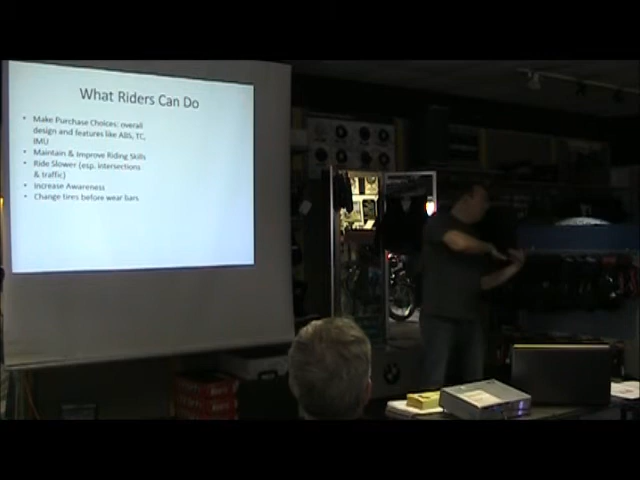 What Riders Can Do
• Make Purchase Choices: overall
design and features like ABS, TC,
IMU
• Maintain & Improve Riding Skills
• Ride Slower (esp. intersections
& traffic)
• Increase Awareness
• Change tires before wear bars